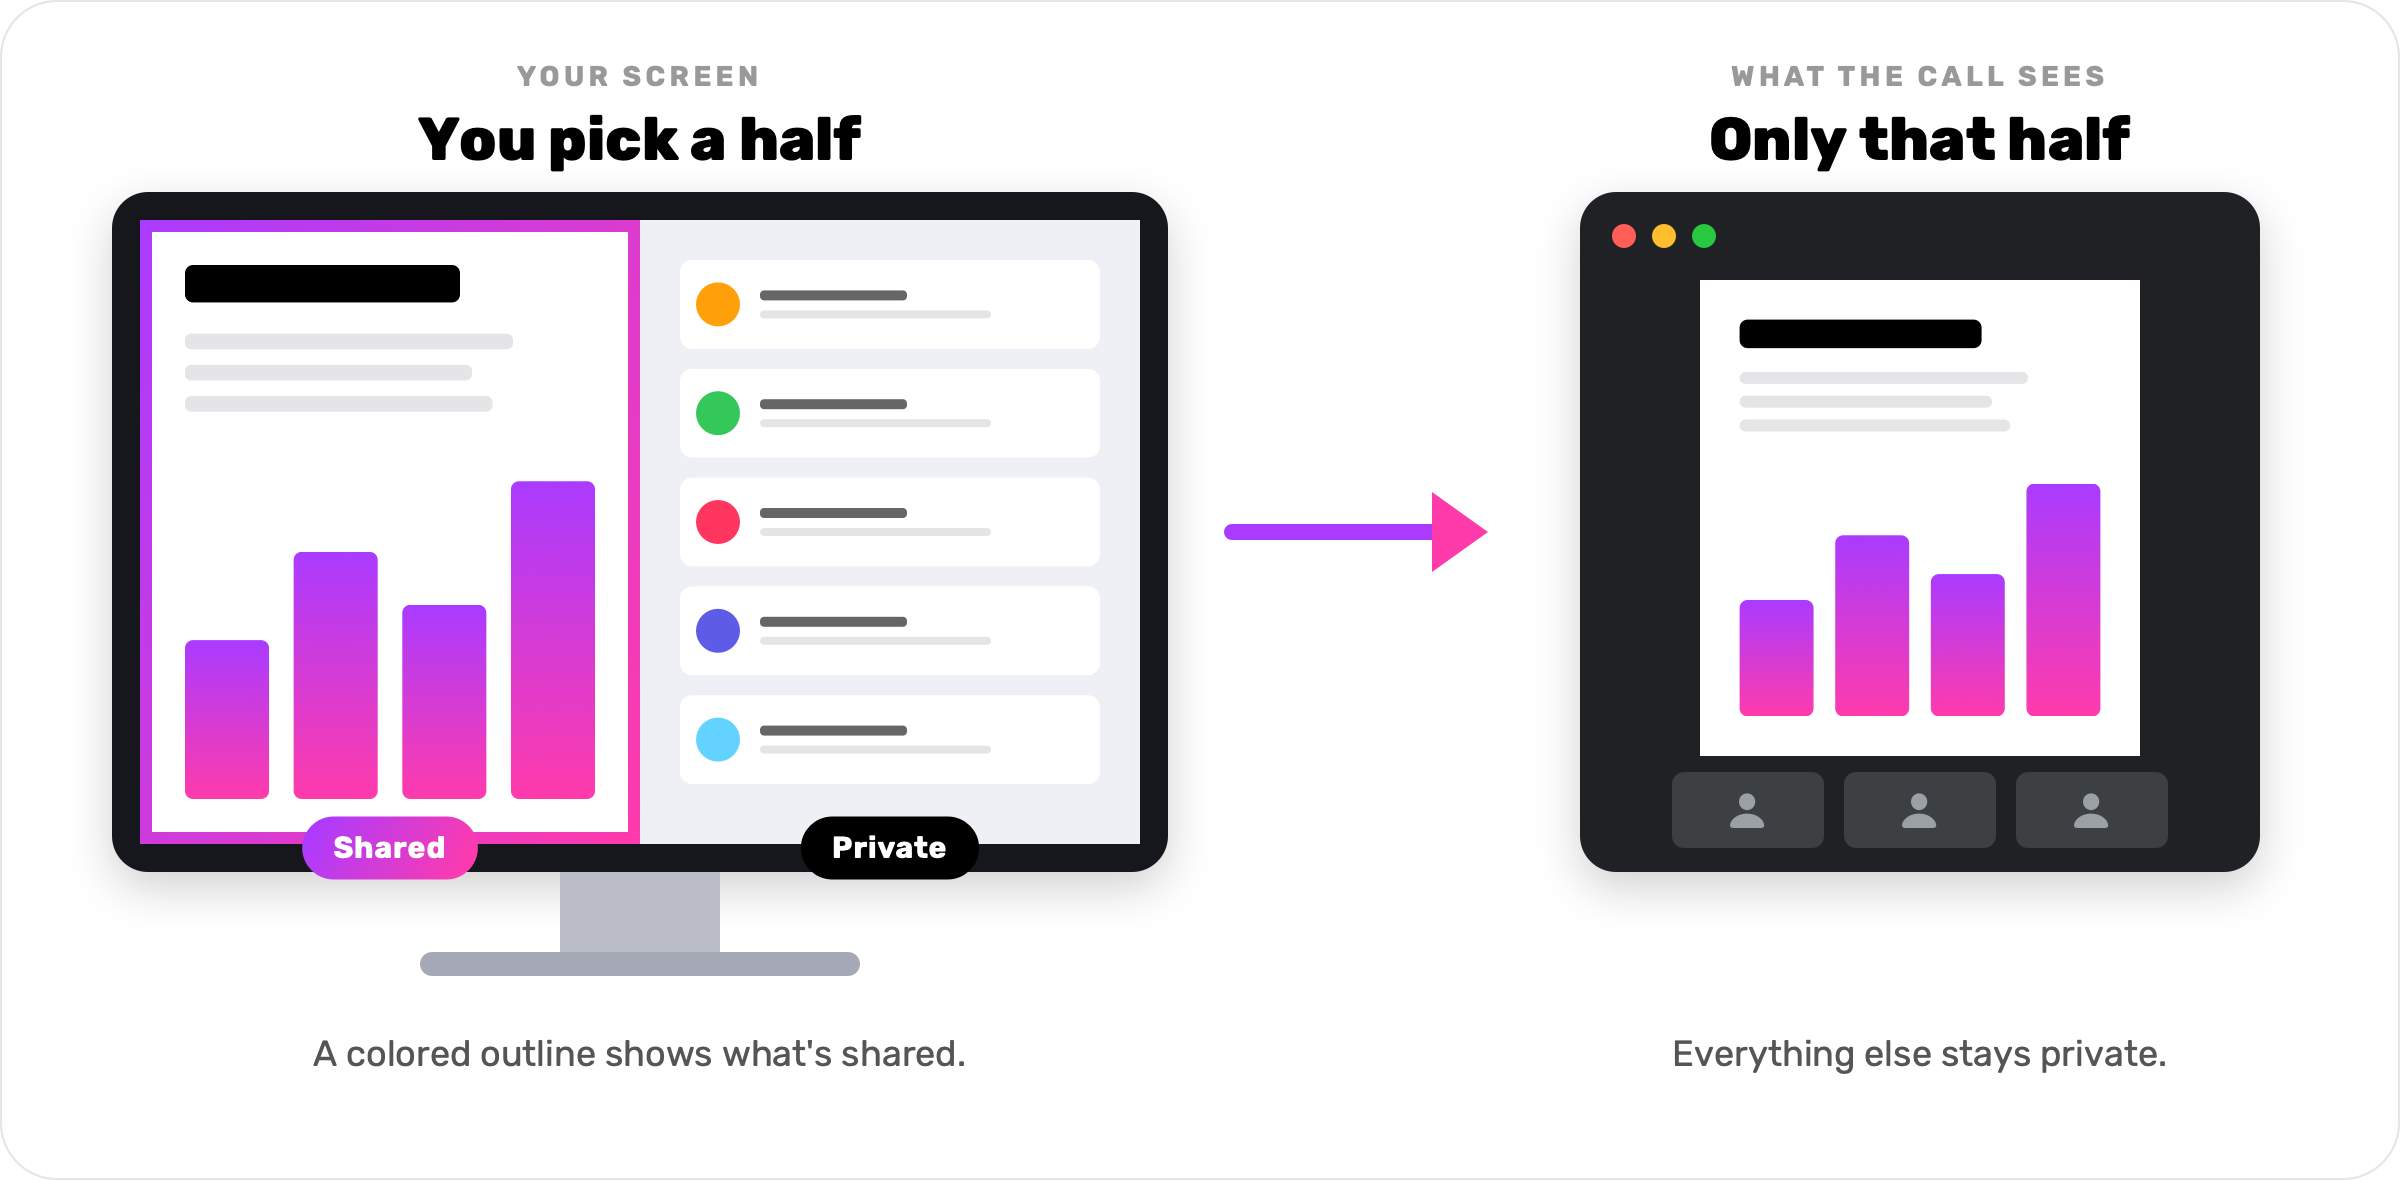 YOUR SCREEN
You pick a half
Shared
Private
A colored outline shows what's shared.
WHAT THE CALL SEES
Only that half
Everything else stays private.